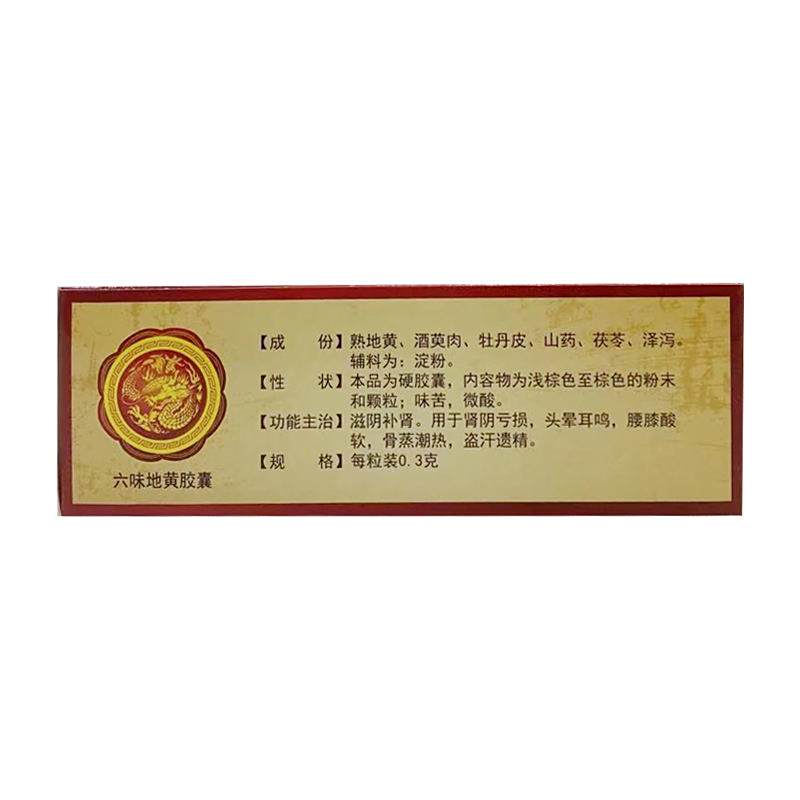 【成　份】熟地黄、酒萸肉、牡丹皮、山药、茯苓、泽泻。
辅料为：淀粉。
【性　状】本品为硬胶囊，内容物为浅棕色至棕色的粉末
和颗粒；味苦，微酸。
【功能主治】滋阴补肾。用于肾阴亏损，头晕耳鸣，腰膝酸
软，骨蒸潮热，盗汗遗精。
【规　格】每粒装0.3克
六味地黄胶囊